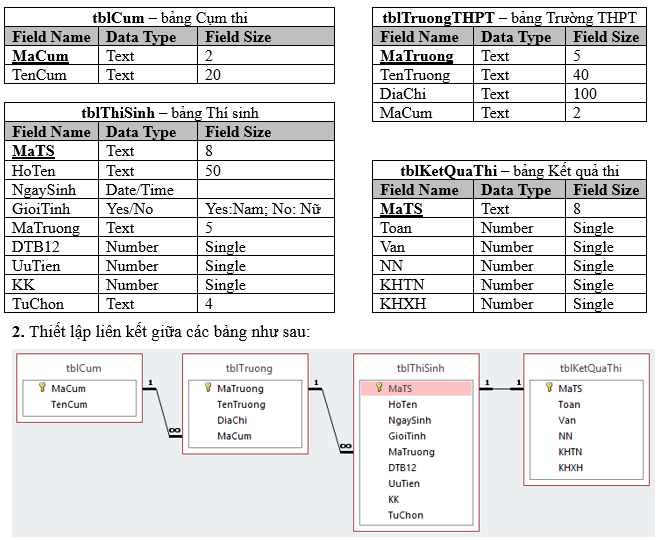 tblCum – bảng Cụm thi
Field Name Data Type Field Size
MaCum Text 2
TenCum Text 20
tblTruongTHPT – bảng Trường THPT
Field Name Data Type Field Size
MaTruong Text 5
TenTruong Text 40
DiaChi Text 100
MaCum Text 2
tblThiSinh – bảng Thí sinh
Field Name Data Type Field Size
MaTS Text 8
HoTen Text 50
NgaySinh Date/Time
GioiTinh Yes/No Yes:Nam; No: Nữ
MaTruong Text 5
DTB12 Number Single
UuTien Number Single
KK Number Single
TuChon Text 4
tblKetQuaThi – bảng Kết quả thi
Field Name Data Type Field Size
MaTS Text 8
Toan Number Single
Van Number Single
NN Number Single
KHTN Number Single
KHXH Number Single
2. Thiết lập liên kết giữa các bảng như sau:
tblCum
MaCum
TenCum
1
∞
tblTruong
MaTruong
TenTruong
DiaChi
MaCum
1
∞
tblThiSinh
MaTS
HoTen
NgaySinh
GioiTinh
MaTruong
DTB12
UuTien
KK
TuChon
1
1
tblKetQuaThi
MaTS
Toan
Van
NN
KHTN
KHXH